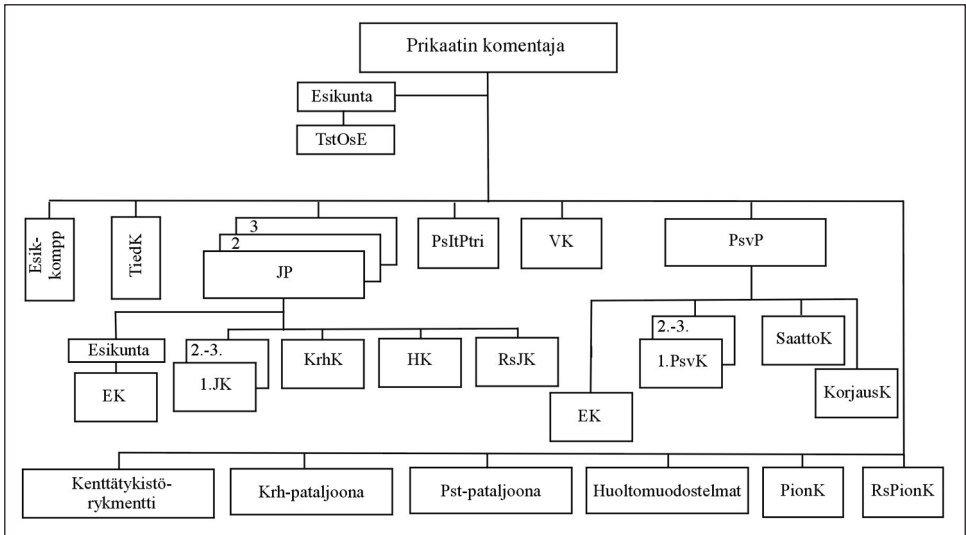 Prikaatin komentaja
Esikunta
TstOsE
Esik-
kompp
TiedK
3
2
JP
PsItPtri
VK
PsvP
Esikunta
EK
2.-3.
1.JK
KrhK
HK
RsJK
EK
2.-3.
1.PsvK
SaattoK
KorjausK
Kenttätykistö-
rykmentti
Krh-pataljoona
Pst-pataljoona
Huoltomuodostelmat
PionK
RsPionK